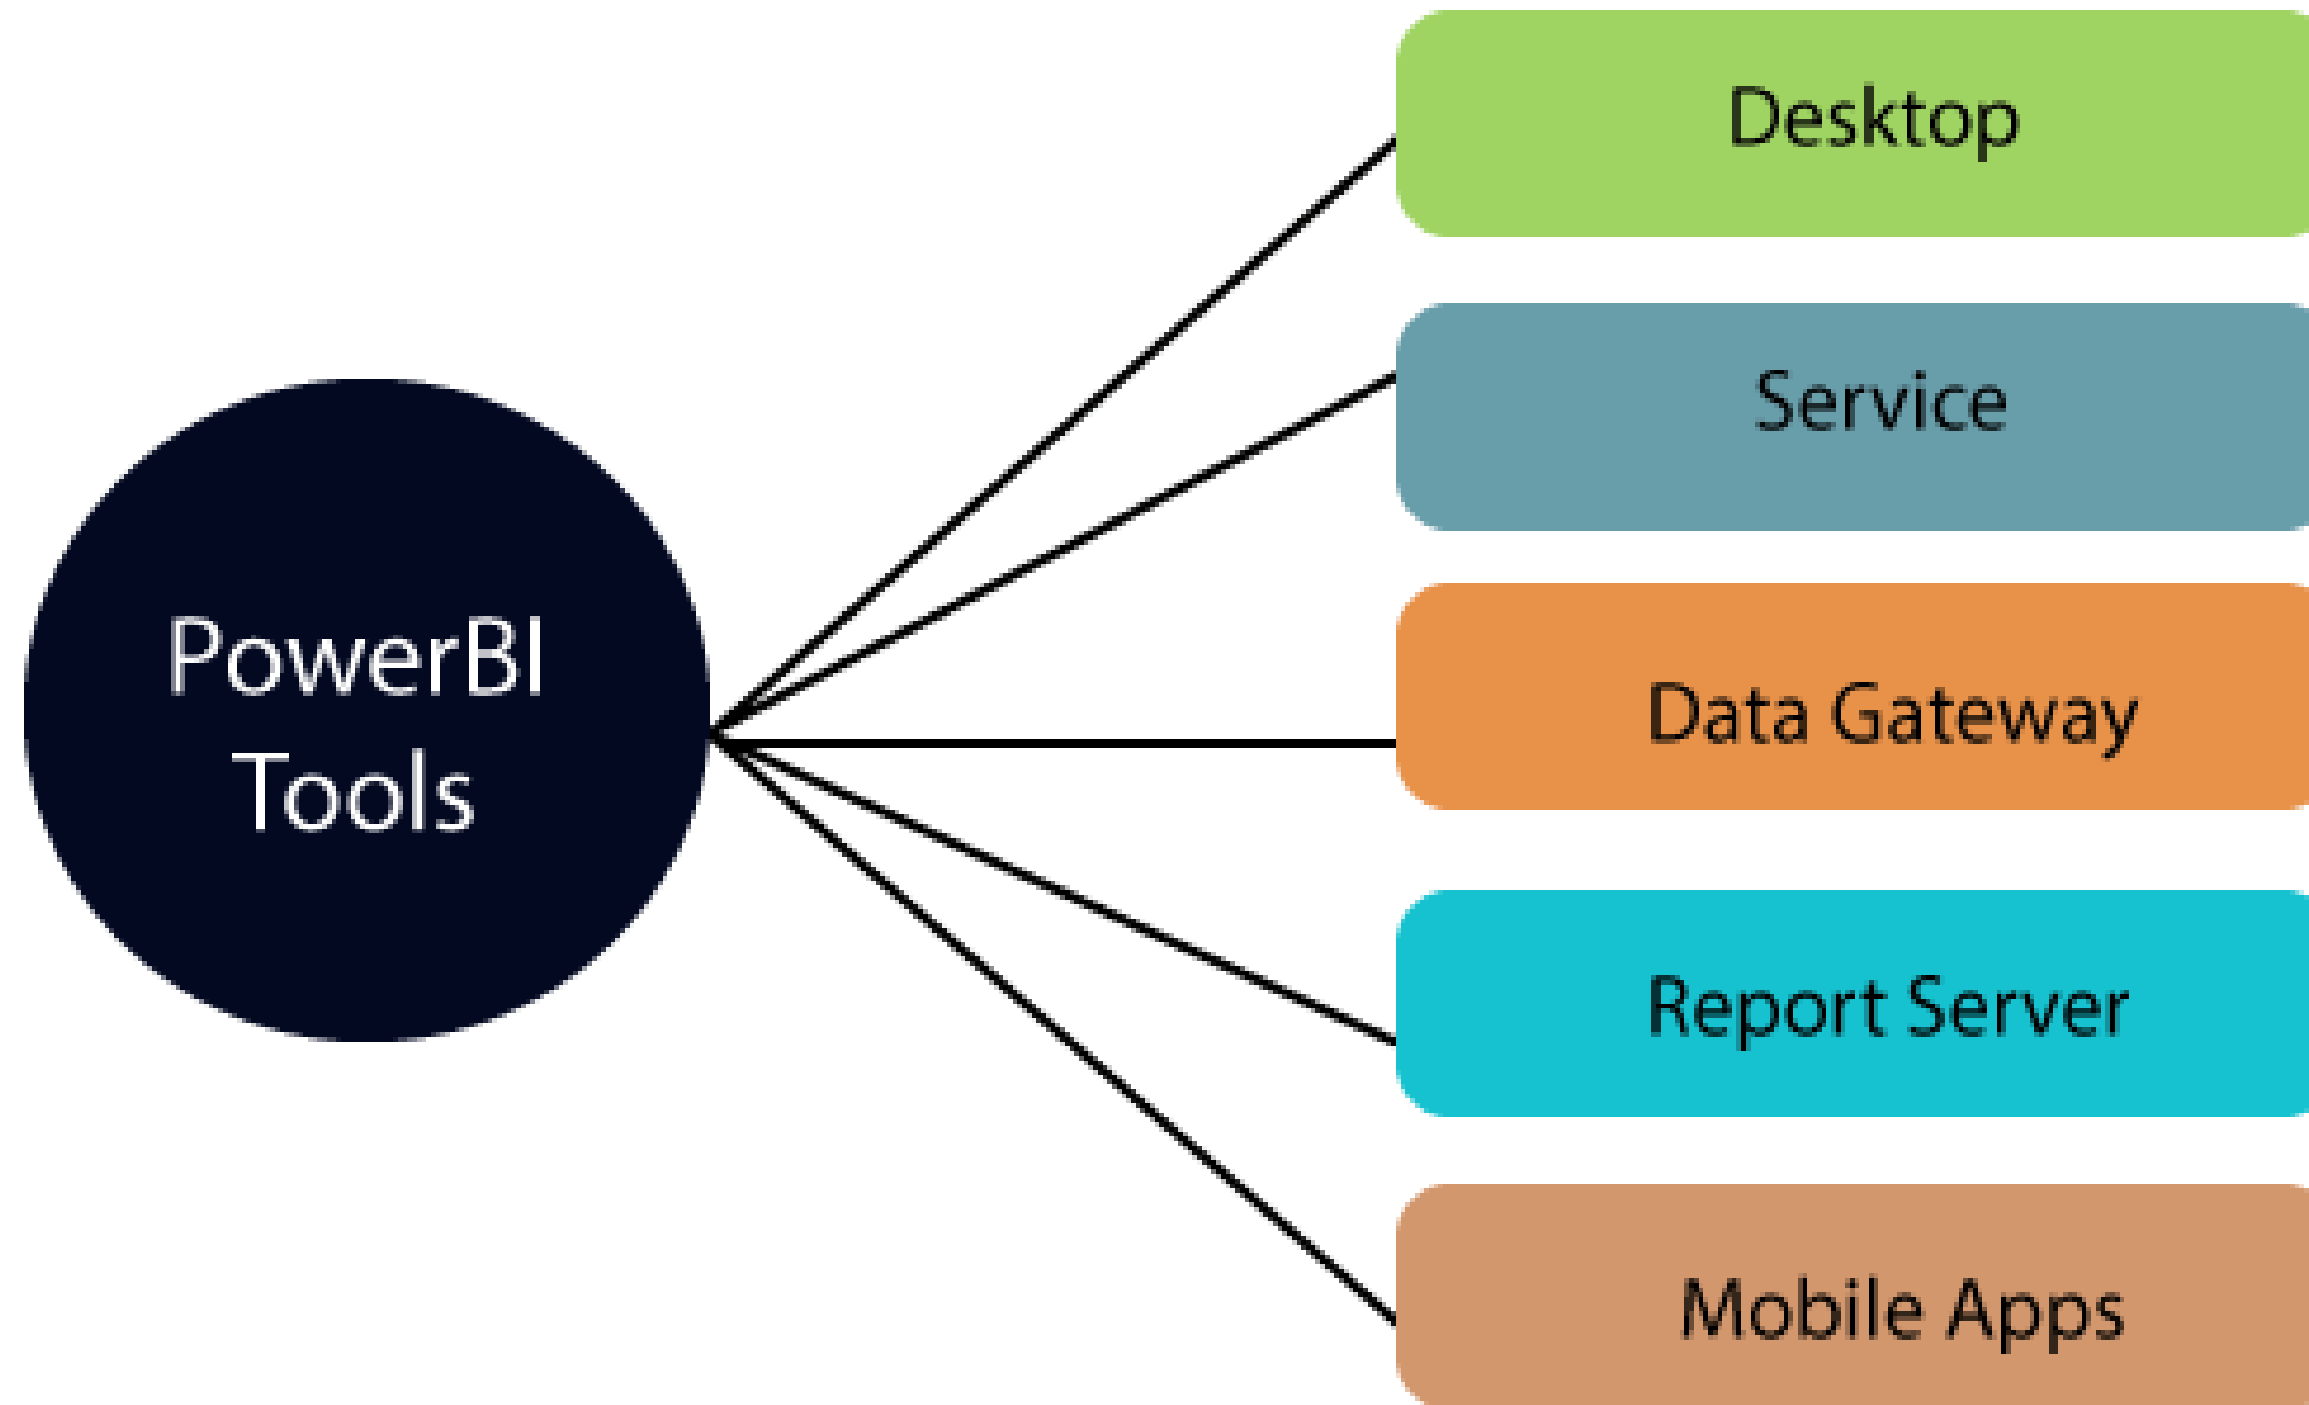 PowerBI
Tools
Desktop
Service
Data Gateway
Report Server
Mobile Apps